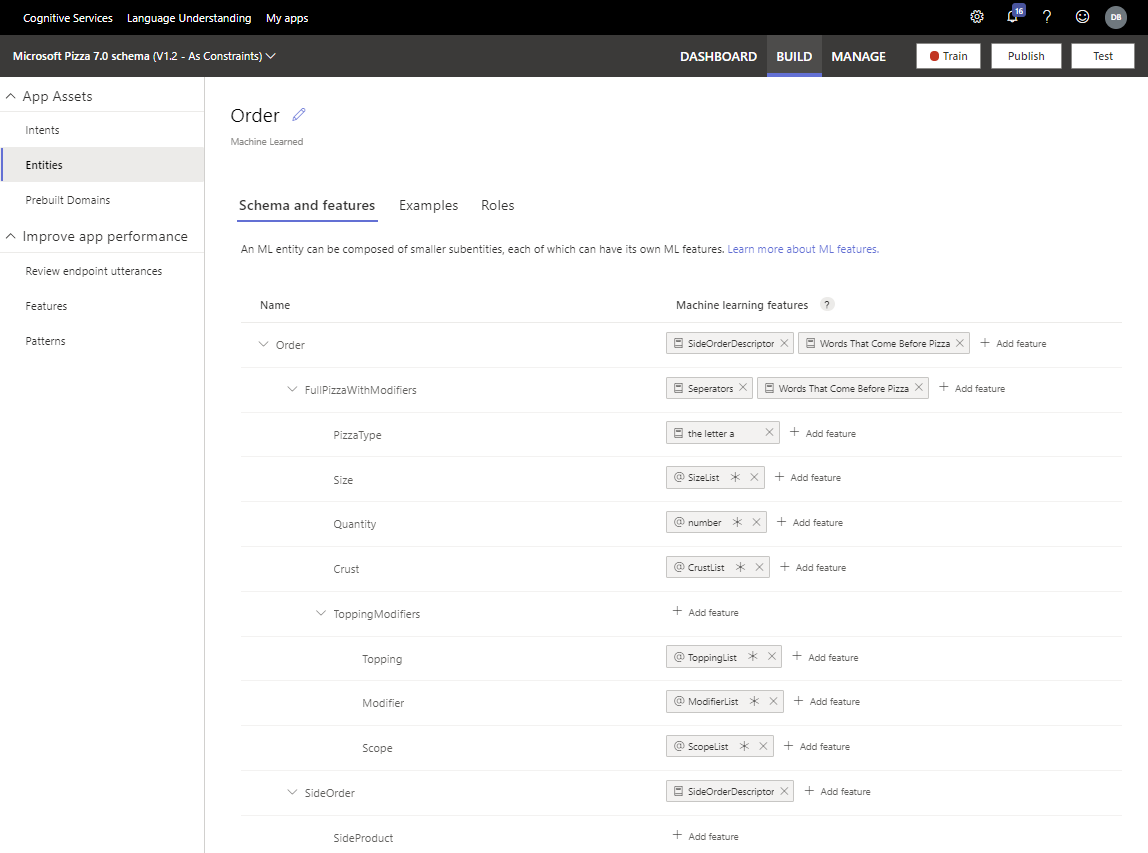 Cognitive Services Language Understanding My apps 16 ? DB
Microsoft Pizza 7.0 schema (V1.2 - As Constraints) DASHBOARD BUILD MANAGE Train Publish Test
App Assets
Intents
Entities
Prebuilt Domains
Improve app performance
Review endpoint utterances
Features
Patterns
Order
Machine Learned
Schema and features Examples Roles
An ML entity can be composed of smaller subentities, each of which can have its own ML features. Learn more about ML features.
Name Machine learning features ?
Order SideOrderDescriptor Words That Come Before Pizza + Add feature
FullPizzaWithModifiers Seperators Words That Come Before Pizza + Add feature
PizzaType the letter a + Add feature
Size @ SizeList * + Add feature
Quantity @ number * + Add feature
Crust @ CrustList * + Add feature
ToppingModifiers + Add feature
Topping @ ToppingList * + Add feature
Modifier @ ModifierList * + Add feature
Scope @ ScopeList * + Add feature
SideOrder SideOrderDescriptor + Add feature
SideProduct + Add feature